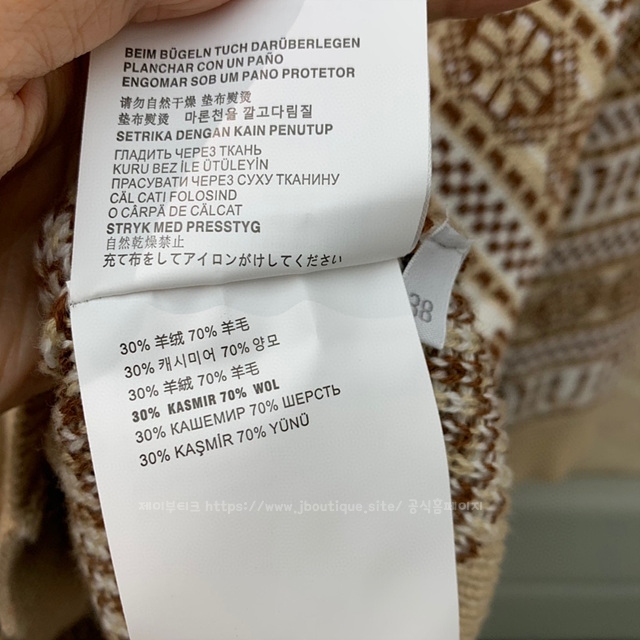 BEIM BÜGELN TUCH DARÜBERLEGEN
PLANCHAR CON UN PAÑO
ENGOMAR SOB UM PANO PROTETOR
请勿自然干燥 垫布熨烫
垫布熨烫 마른천을 깔고다림질
SETRIKA DENGAN KAIN PENUTUP
ГЛАДИТЬ ЧЕРЕЗ ТКАНЬ
KURU BEZ İLE ÜTÜLEYİN
ПРАСУВАТИ ЧЕРЕЗ СУХУ ТКАНИНУ
CĂL CATI FOLOSIND
O CÂRPĂ DE CĂLCAT
STRYK MED PRESSTYG
自然乾燥禁止
充て布をしてアイロンがけしてください
38
30% 羊绒 70% 羊毛
30% 캐시미어 70% 양모
30% 羊绒 70% 羊毛
30% KASMIR 70% WOL
30% КАШЕМИР 70% ШЕРСТЬ
30% KAŞMİR 70% YÜNÜ
제이부티크 https://www.jboutique.site/ 공식홈페이지